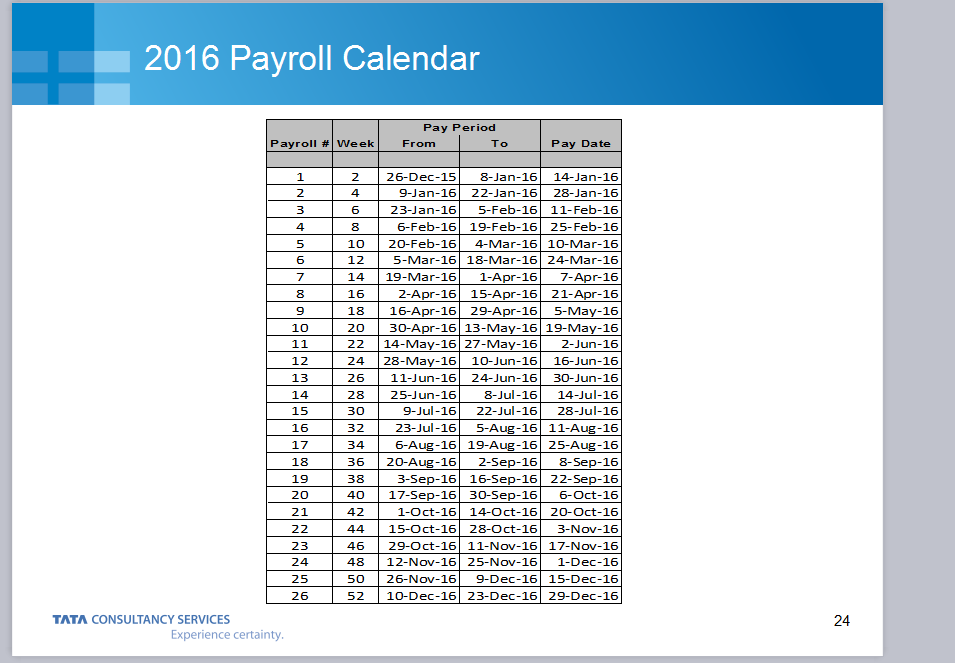 2016 Payroll Calendar
Pay Period
Payroll # Week From To Pay Date
1 2 26-Dec-15 8-Jan-16 14-Jan-16
2 4 9-Jan-16 22-Jan-16 28-Jan-16
3 6 23-Jan-16 5-Feb-16 11-Feb-16
4 8 6-Feb-16 19-Feb-16 25-Feb-16
5 10 20-Feb-16 4-Mar-16 10-Mar-16
6 12 5-Mar-16 18-Mar-16 24-Mar-16
7 14 19-Mar-16 1-Apr-16 7-Apr-16
8 16 2-Apr-16 15-Apr-16 21-Apr-16
9 18 16-Apr-16 29-Apr-16 5-May-16
10 20 30-Apr-16 13-May-16 19-May-16
11 22 14-May-16 27-May-16 2-Jun-16
12 24 28-May-16 10-Jun-16 16-Jun-16
13 26 11-Jun-16 24-Jun-16 30-Jun-16
14 28 25-Jun-16 8-Jul-16 14-Jul-16
15 30 9-Jul-16 22-Jul-16 28-Jul-16
16 32 23-Jul-16 5-Aug-16 11-Aug-16
17 34 6-Aug-16 19-Aug-16 25-Aug-16
18 36 20-Aug-16 2-Sep-16 8-Sep-16
19 38 3-Sep-16 16-Sep-16 22-Sep-16
20 40 17-Sep-16 30-Sep-16 6-Oct-16
21 42 1-Oct-16 14-Oct-16 20-Oct-16
22 44 15-Oct-16 28-Oct-16 3-Nov-16
23 46 29-Oct-16 11-Nov-16 17-Nov-16
24 48 12-Nov-16 25-Nov-16 1-Dec-16
25 50 26-Nov-16 9-Dec-16 15-Dec-16
26 52 10-Dec-16 23-Dec-16 29-Dec-16
TATA CONSULTANCY SERVICES
Experience certainty.
24